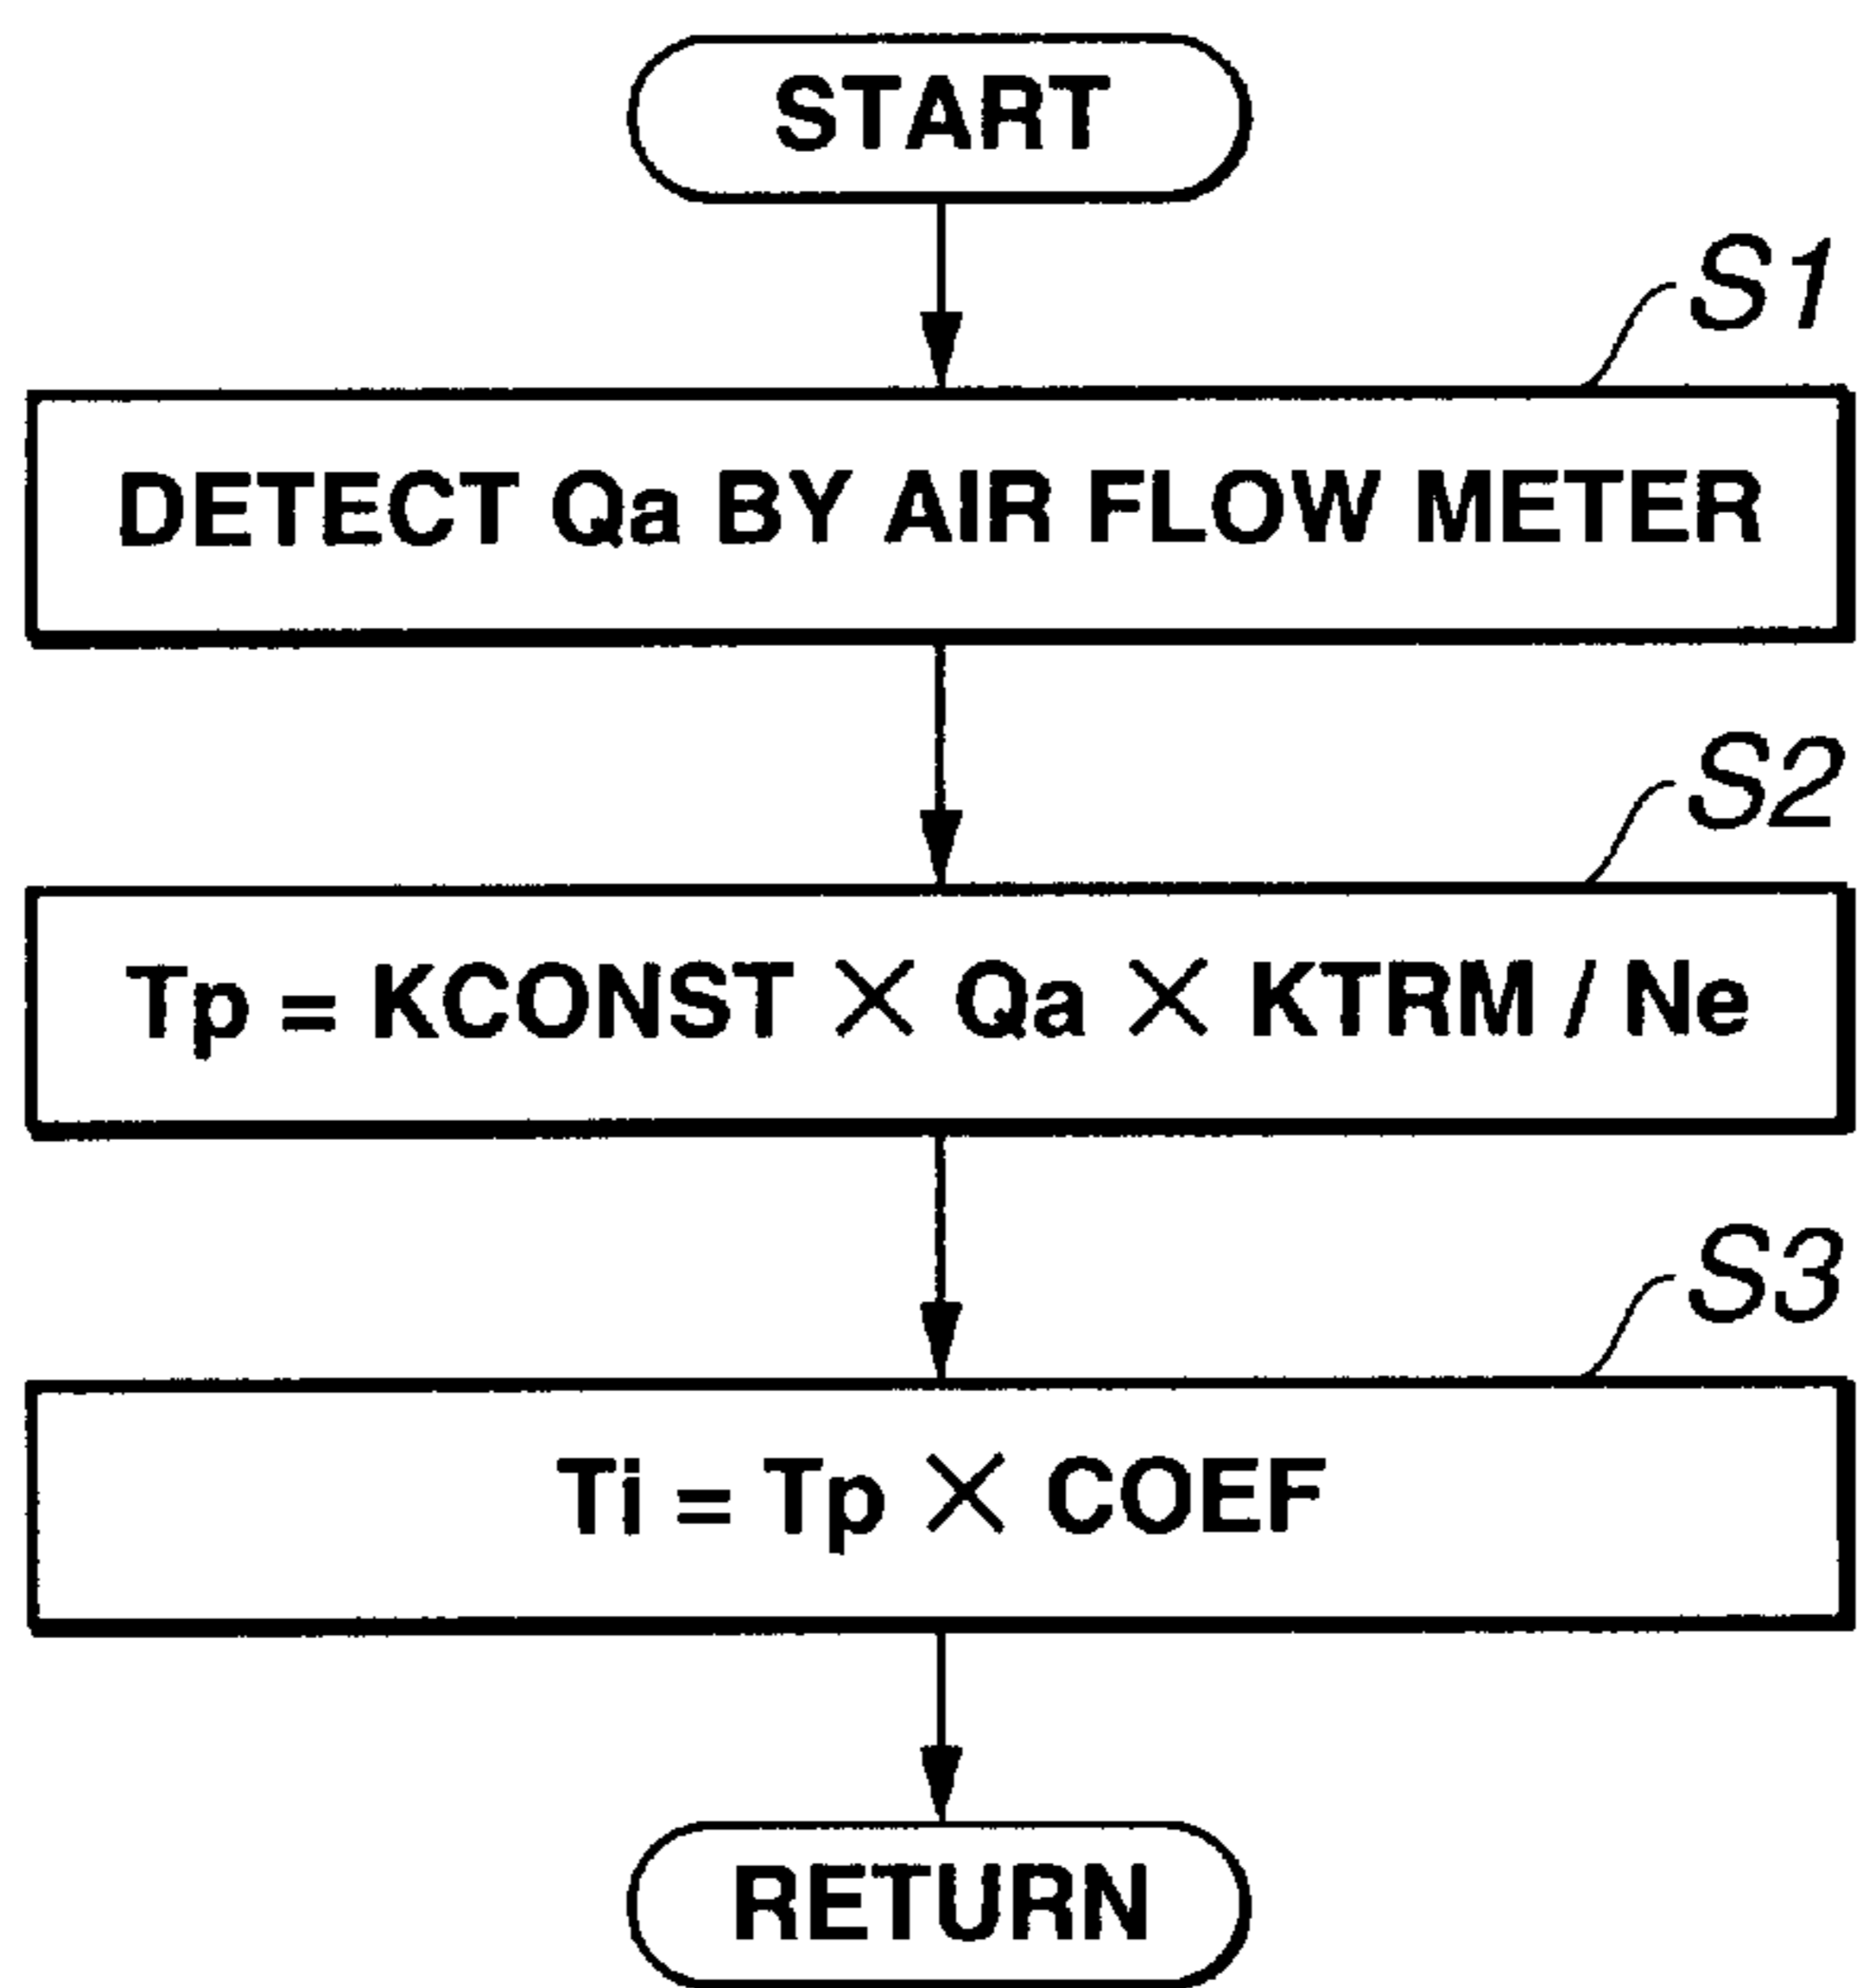 START
S1
DETECT Qa BY AIR FLOW METER
S2
Tp = KCONST × Qa × KTRM / Ne
S3
Ti = Tp × COEF
RETURN